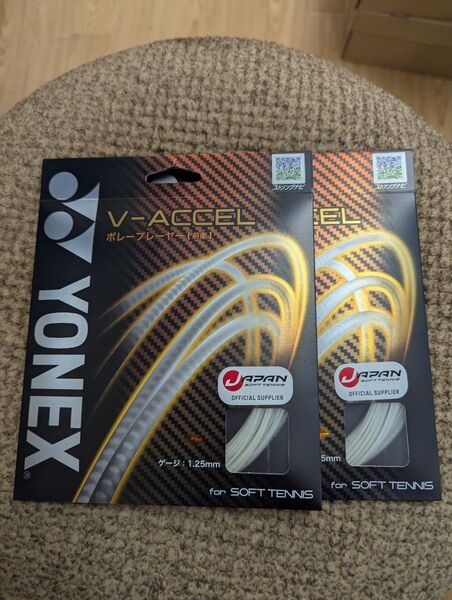 YONEX®
ストリングナビ
V-ACCEL
ボレープレーヤー［前衛］
JAPAN
SOFT TENNIS
OFFICIAL SUPPLIER
ゲージ：1.25mm
for SOFT TENNIS
ストリングナビ
EL
JAPAN
SOFT TENNIS
OFFICIAL SUPPLIER
5mm
for SOFT TENNIS